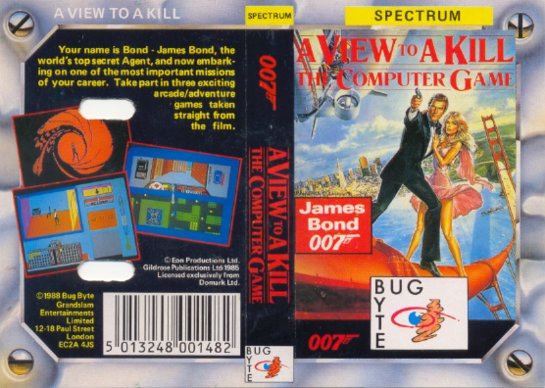 A VIEW TO A KILL
Your name is Bond - James Bond, the
world's top secret Agent, and now embark-
ing on one of the most important missions
of your career. Take part in three exciting
arcade/adventure
games taken
straight from
the film.
©Eon Productions Ltd.
Gildrose Publications Ltd 1985
Licensed exclusively from
Domark Ltd.
©1988 Bug Byte
Grandslam
Entertainments
Limited
12-18 Paul Street
London
EC2A 4JS
5 013248 001482
SPECTRUM
007
A VIEW TO A KILL
THE COMPUTER GAME
BUG
BYTE
SPECTRUM
A VIEW TO A KILL
THE COMPUTER GAME
James
Bond
007
BUG
BYTE
007